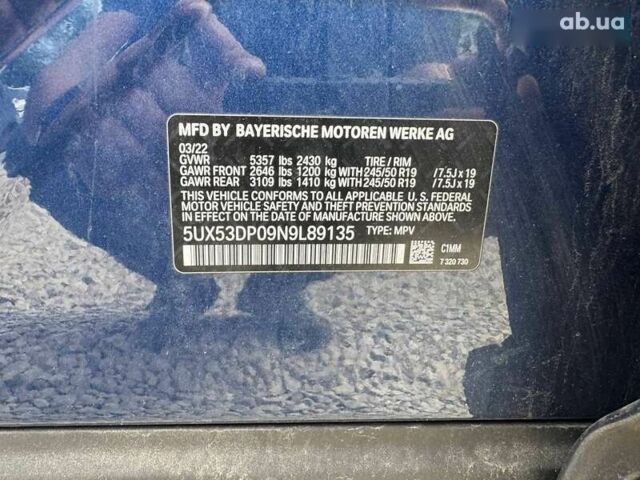 ab.ua
MFD BY BAYERISCHE MOTOREN WERKE AG
03/22
GVWR 5357 lbs 2430 kg TIRE / RIM
GAWR FRONT 2646 lbs 1200 kg WITH 245/50 R19 /7.5J x 19
GAWR REAR 3109 lbs 1410 kg WITH 245/50 R19 /7.5J x 19
THIS VEHICLE CONFORMS TO ALL APPLICABLE U. S. FEDERAL
MOTOR VEHICLE SAFETY AND THEFT PREVENTION STANDARDS
IN EFFECT ON THE DATE OF MANUFACTURE SHOWN ABOVE.
5UX53DP09N9L89135 TYPE: MPV
C1MM
7 320 730